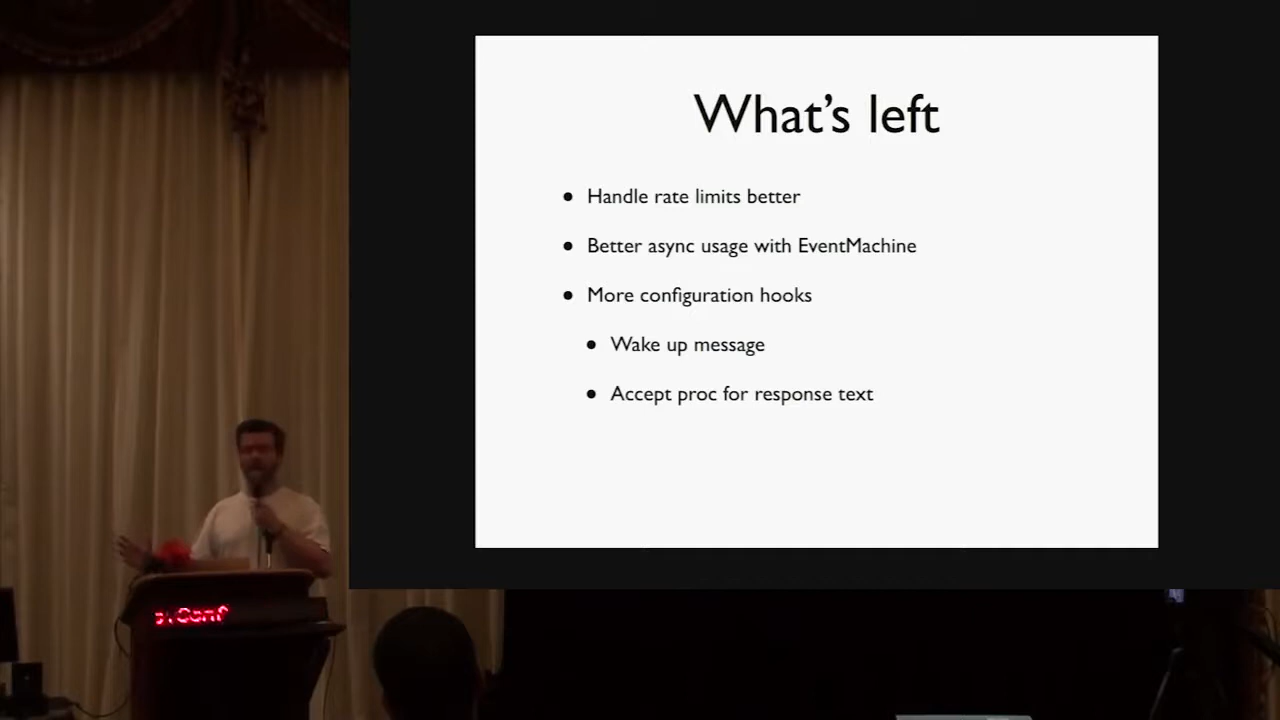 What's left
● Handle rate limits better
● Better async usage with EventMachine
● More configuration hooks
● Wake up message
● Accept proc for response text